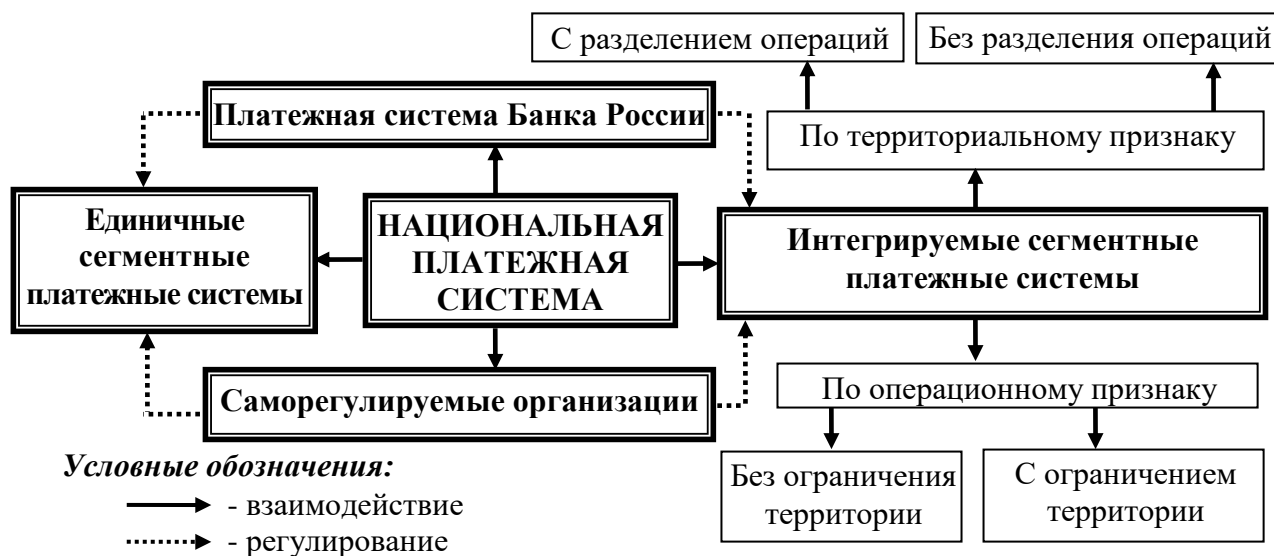 С разделением операций
Без разделения операций
Платежная система Банка России
По территориальному признаку
Единичные
сегментные
платежные системы
НАЦИОНАЛЬНАЯ
ПЛАТЕЖНАЯ
СИСТЕМА
Интегрируемые сегментные
платежные системы
Саморегулируемые организации
По операционному признаку
Без ограничения
территории
С ограничением
территории
Условные обозначения:
- взаимодействие
- регулирование